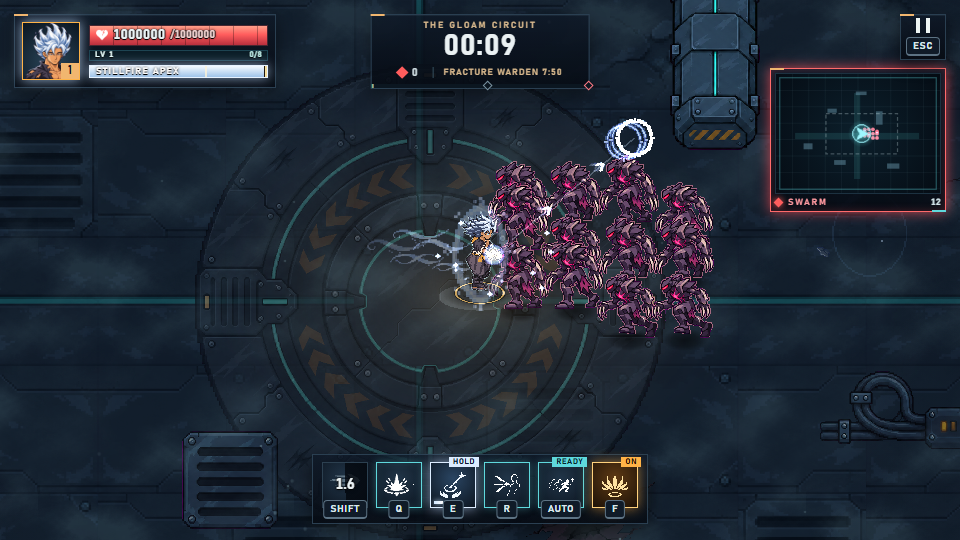 1000000 /1000000
LV 1
0/8
1
STILLFIRE APEX
THE GLOAM CIRCUIT
00:09
0
FRACTURE WARDEN 7:50
ESC
SWARM
12
HOLD
READY
ON
1.6
SHIFT
Q
E
R
AUTO
F